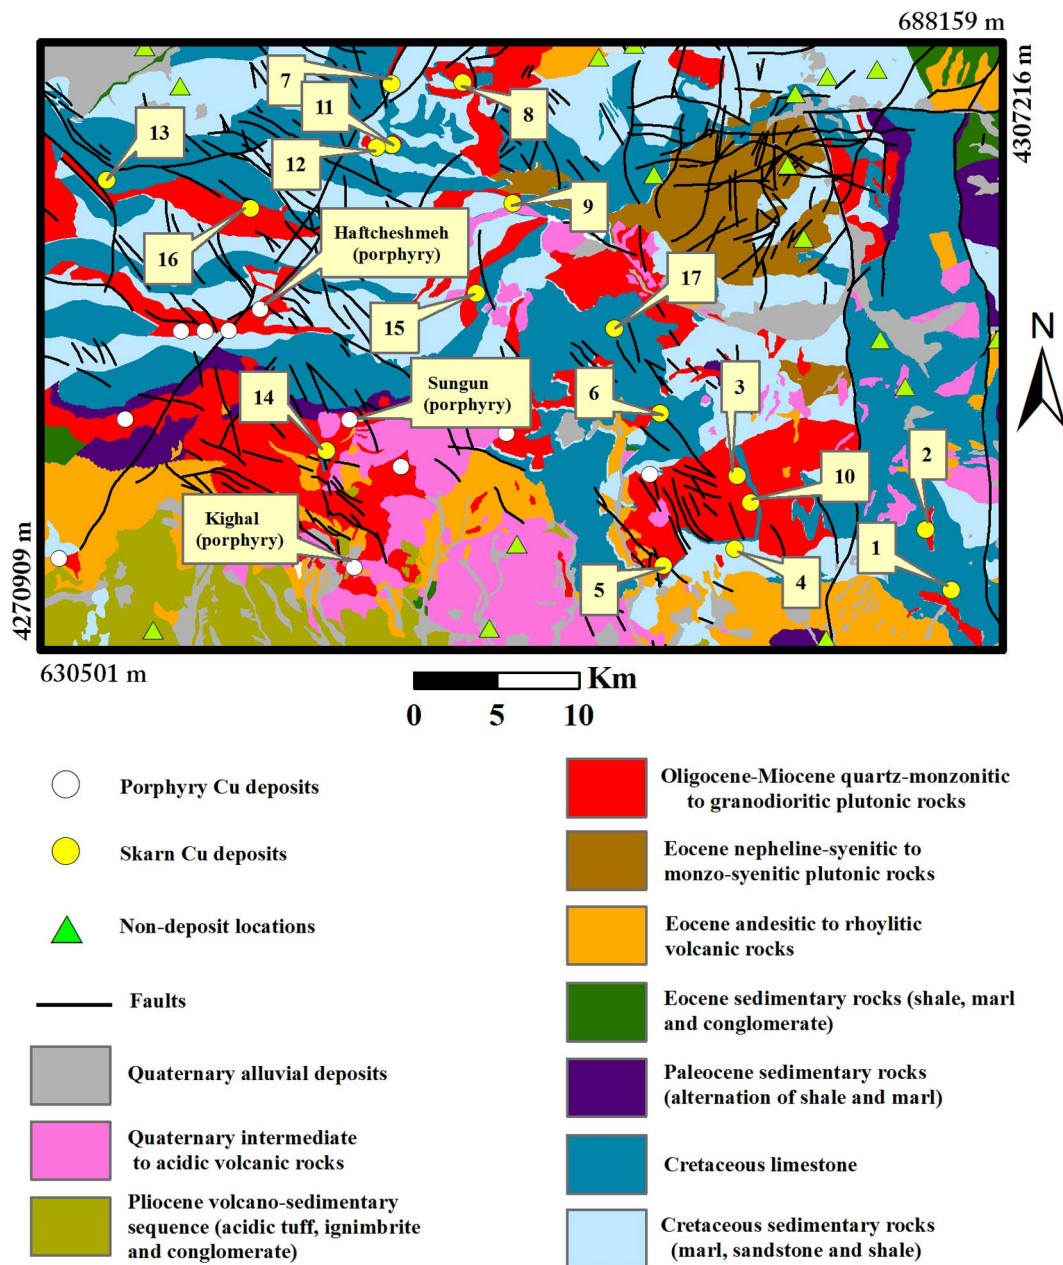 688159 m
4307216 m
7
11
8
13
12
Haftcheshmeh
(porphyry)
9
16
17
15
N
14
Sungun
(porphyry)
6
3
2
10
Kighal
(porphyry)
1
5
4
4270909 m
630501 m
Km
0 5 10
Porphyry Cu deposits
Skarn Cu deposits
Non-deposit locations
Faults
Quaternary alluvial deposits
Quaternary intermediate
to acidic volcanic rocks
Pliocene volcano-sedimentary
sequence (acidic tuff, ignimbrite
and conglomerate)
Oligocene-Miocene quartz-monzonitic
to granodioritic plutonic rocks
Eocene nepheline-syenitic to
monzo-syenitic plutonic rocks
Eocene andesitic to rhoylitic
volcanic rocks
Eocene sedimentary rocks (shale, marl
and conglomerate)
Paleocene sedimentary rocks
(alternation of shale and marl)
Cretaceous limestone
Cretaceous sedimentary rocks
(marl, sandstone and shale)